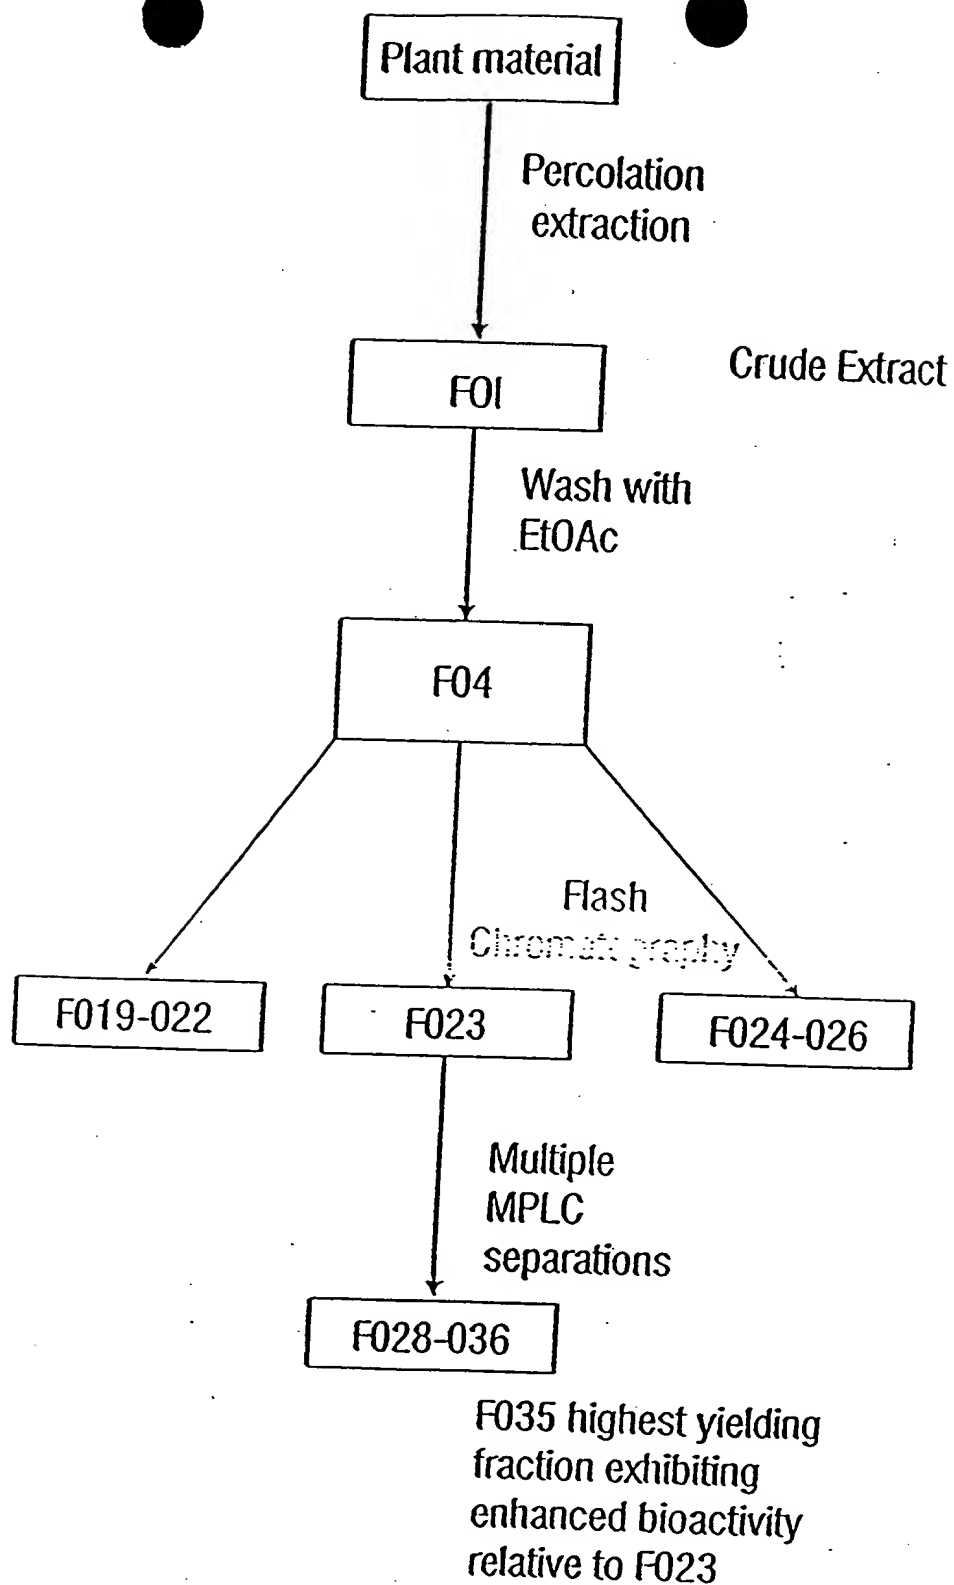 Plant material
Percolation
extraction
F01
Crude Extract
Wash with
EtOAc
F04
Flash
Chromatography
F019-022
F023
F024-026
Multiple
MPLC
separations
F028-036
F035 highest yielding
fraction exhibiting
enhanced bioactivity
relative to F023